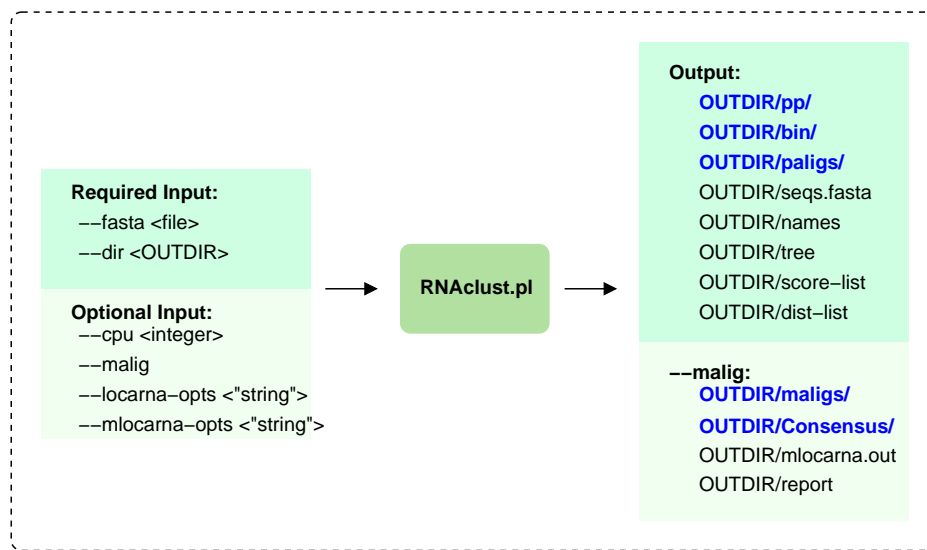 Required Input:
−−fasta <file>
−−dir <OUTDIR>
Optional Input:
−−cpu <integer>
−−malig
−−locarna−opts <"string">
−−mlocarna−opts <"string">
RNAclust.pl
Output:
OUTDIR/pp/
OUTDIR/bin/
OUTDIR/paligs/
OUTDIR/seqs.fasta
OUTDIR/names
OUTDIR/tree
OUTDIR/score−list
OUTDIR/dist−list
−−malig:
OUTDIR/maligs/
OUTDIR/Consensus/
OUTDIR/mlocarna.out
OUTDIR/report